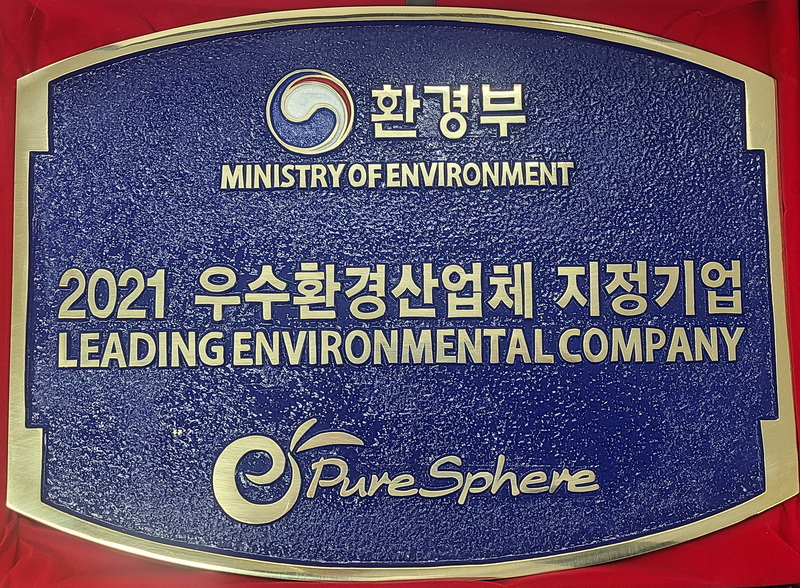 환경부
MINISTRY OF ENVIRONMENT
2021 우수환경산업체 지정기업
LEADING ENVIRONMENTAL COMPANY
PureSphere